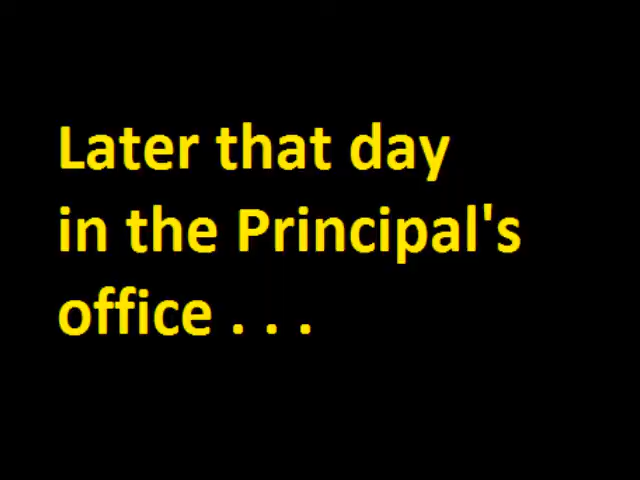 Later that day
in the Principal's
office . . .